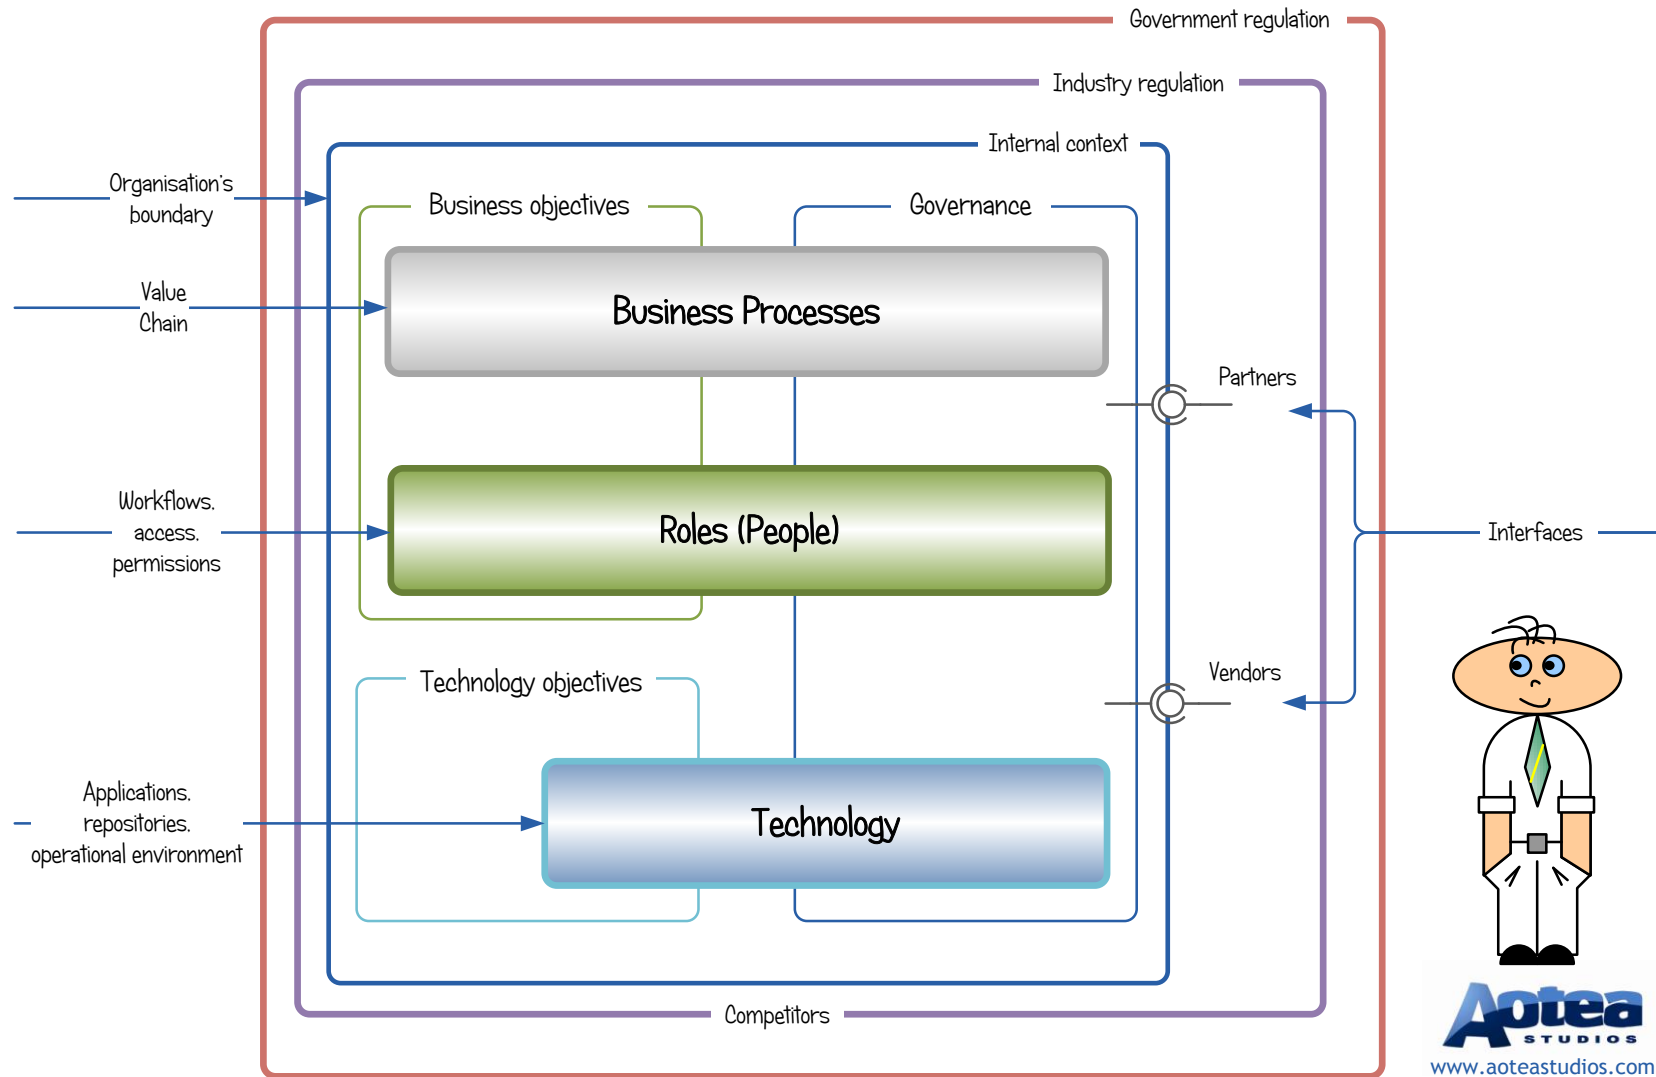 Government regulation
Industry regulation
Internal context
Organisation's
boundary
Business objectives
Governance
Value
Chain
Business Processes
Partners
Workflows.
access.
permissions
Roles (People)
Interfaces
Vendors
Technology objectives
Applications.
repositories.
operational environment
Technology
Competitors
Aotea
STUDIOS
www.aoteastudios.com